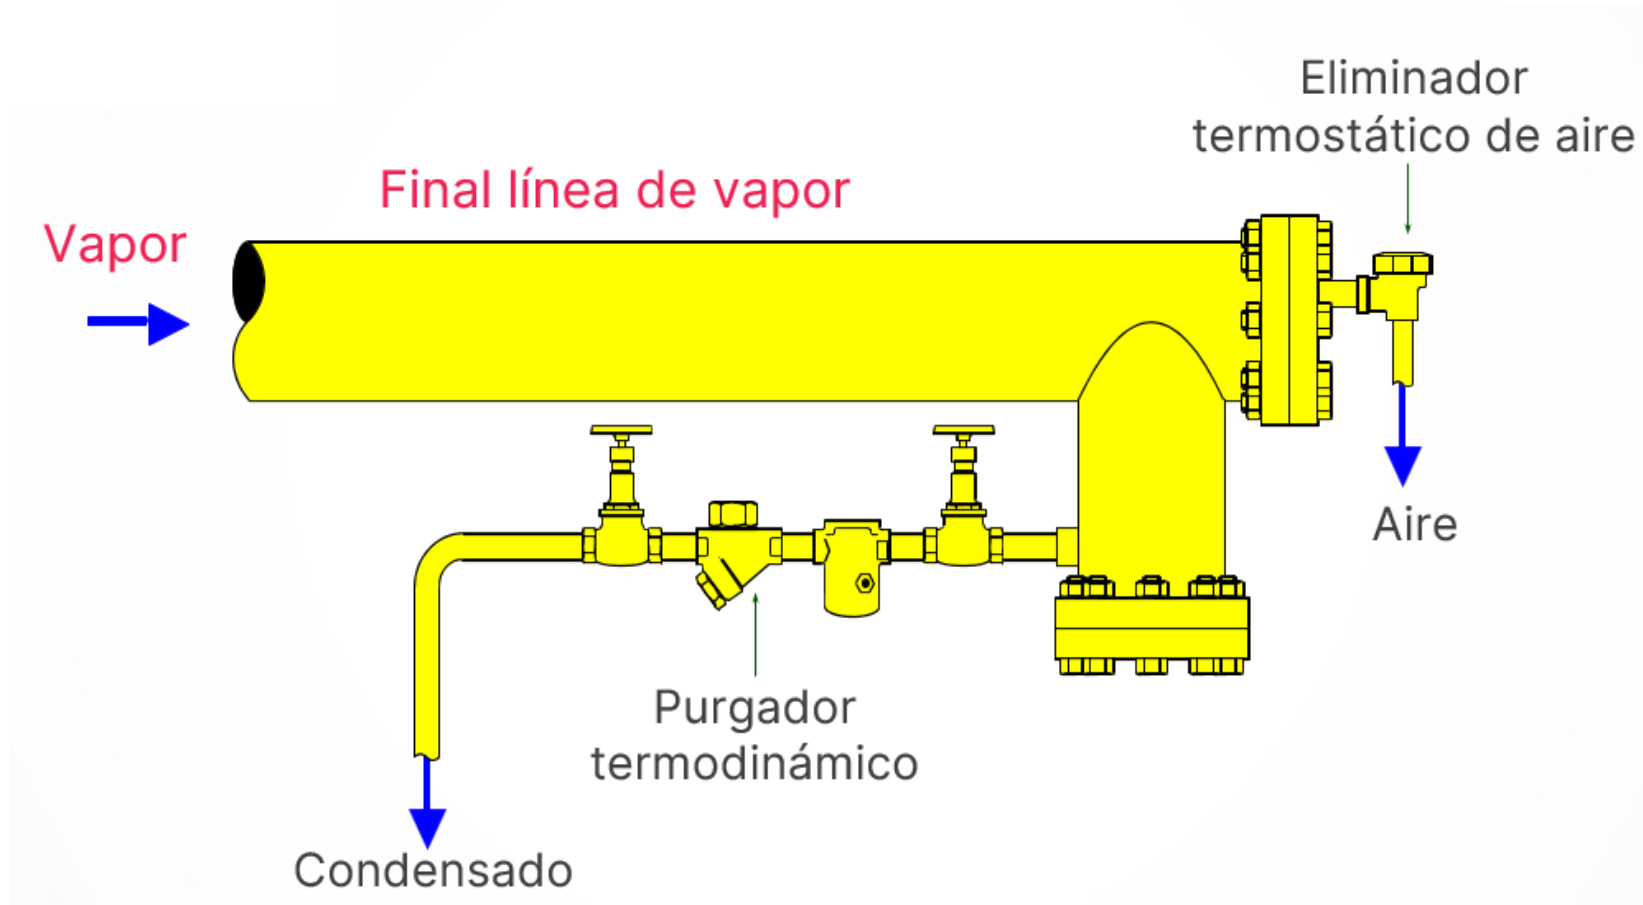 Eliminador
termostático de aire
Final línea de vapor
Vapor
Aire
Purgador
termodinámico
Condensado